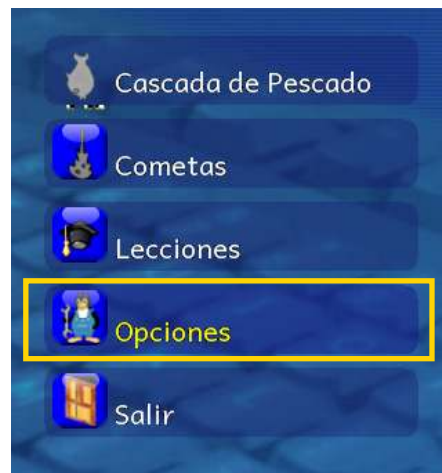 Cascada de Pescado
Cometas
Lecciones
Opciones
Salir